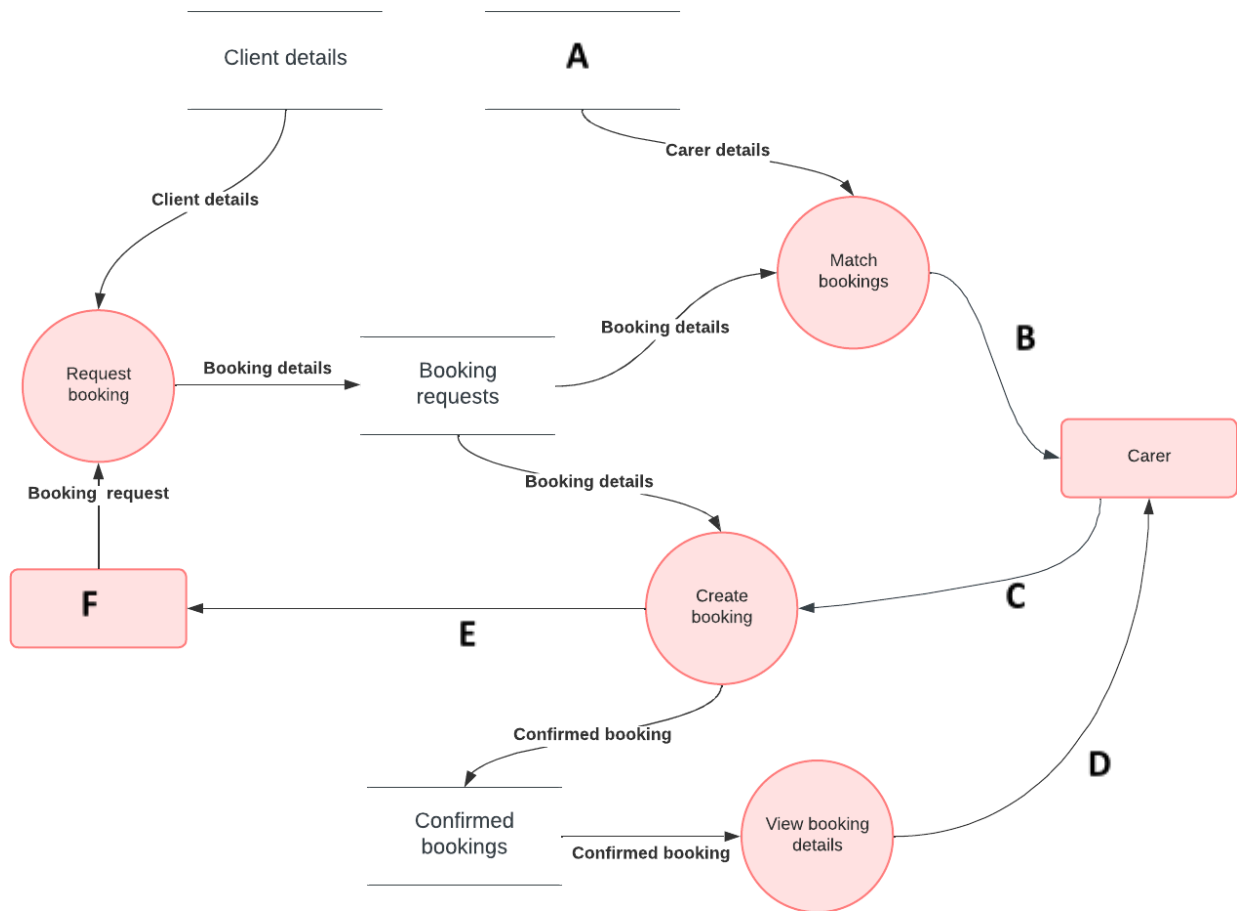 Client details
A
Carer details
Client details
Match
bookings
Booking details
B
Request
booking
Booking details
Booking
requests
Carer
Booking request
Booking details
F
E
Create
booking
C
Confirmed booking
D
Confirmed
bookings
Confirmed booking
View booking
details